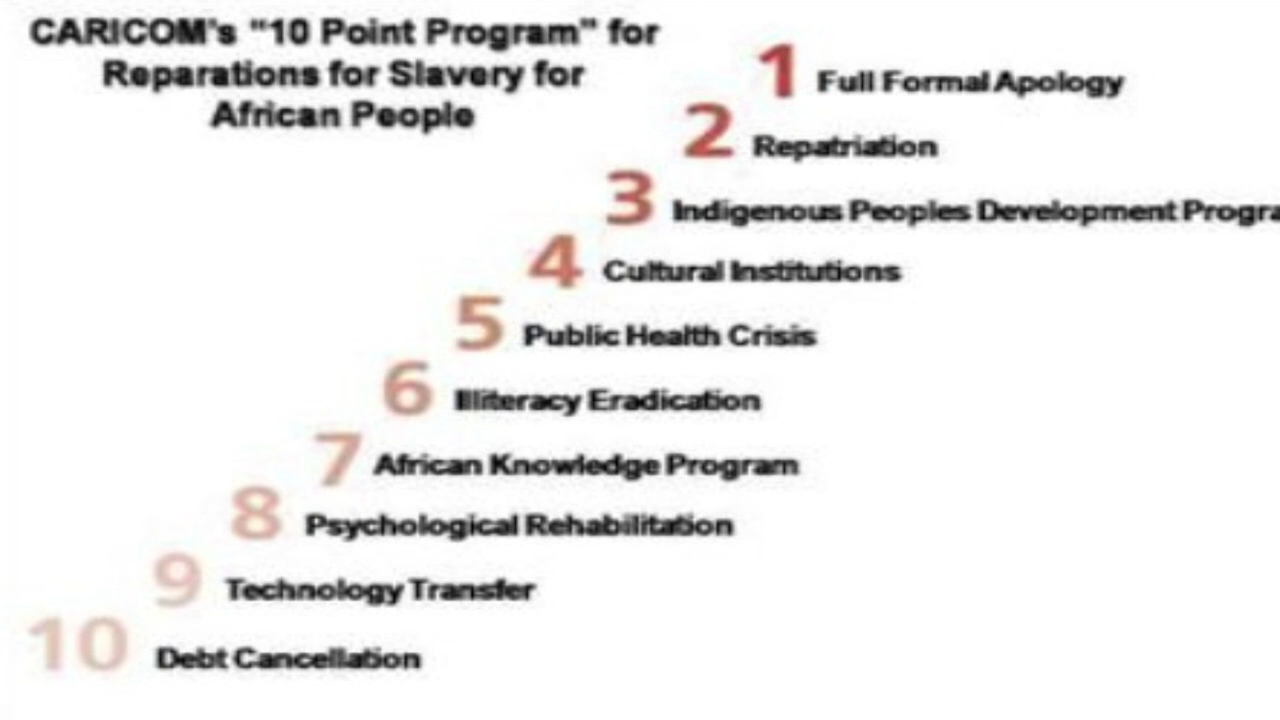 CARICOM's "10 Point Program" for
Reparations for Slavery for
African People
1 Full Formal Apology
2 Repatriation
3 Indigenous Peoples Development Progra
4 Cultural Institutions
5 Public Health Crisis
6 Illiteracy Eradication
7 African Knowledge Program
8 Psychological Rehabilitation
9 Technology Transfer
10 Debt Cancellation